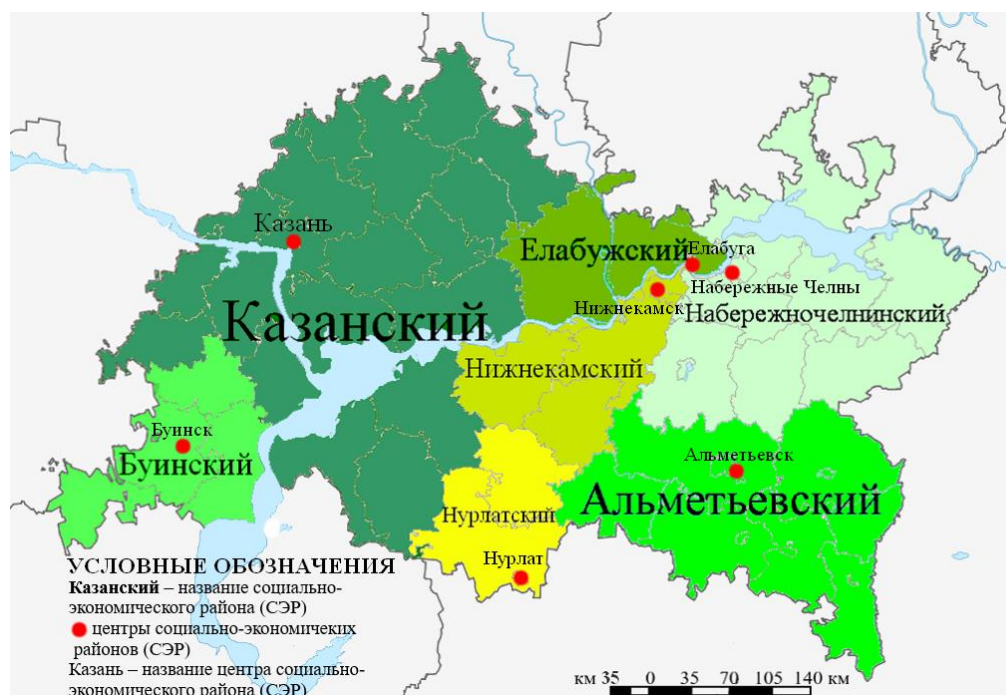 Казань
Елабужский
Елабуга
Набережные Челны
Нижнекамск
Набережночелнинский
Казанский
Нижнекамский
Буинск
Буинский
Альметьевск
Альметьевский
Нурлатский
Нурлат
УСЛОВНЫЕ ОБОЗНАЧЕНИЯ
Казанский – название социально-
экономического района (СЭР)
центры социально-экономичеких
районов (СЭР)
Казань – название центра социально-
экономического района (СЭР)
км 35 0 35 70 105 140 км